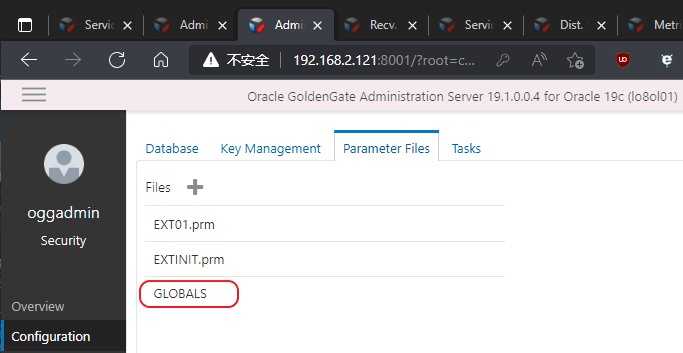 Servic
Admi
Admin
Recv.
Servic
Dist. S
Metri
不安全 192.168.2.121:8001/?root=c...
Oracle GoldenGate Administration Server 19.1.0.0.4 for Oracle 19c (lo8ol01)
Database Key Management Parameter Files Tasks
Files
oggadmin
EXT01.prm
Security
EXTINIT.prm
GLOBALS
Overview
Configuration